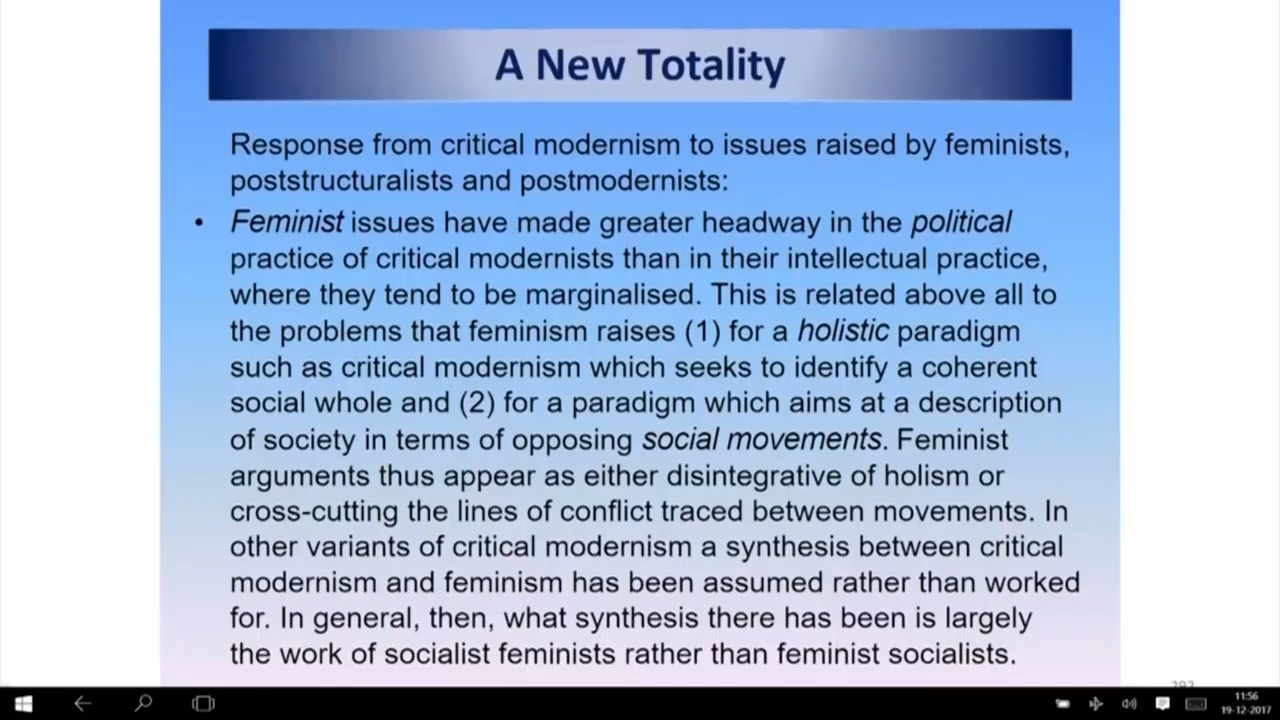 A New Totality
Response from critical modernism to issues raised by feminists,
poststructuralists and postmodernists:
• Feminist issues have made greater headway in the political
practice of critical modernists than in their intellectual practice,
where they tend to be marginalised. This is related above all to
the problems that feminism raises (1) for a holistic paradigm
such as critical modernism which seeks to identify a coherent
social whole and (2) for a paradigm which aims at a description
of society in terms of opposing social movements. Feminist
arguments thus appear as either disintegrative of holism or
cross-cutting the lines of conflict traced between movements. In
other variants of critical modernism a synthesis between critical
modernism and feminism has been assumed rather than worked
for. In general, then, what synthesis there has been is largely
the work of socialist feminists rather than feminist socialists.
11:56
19-12-2017